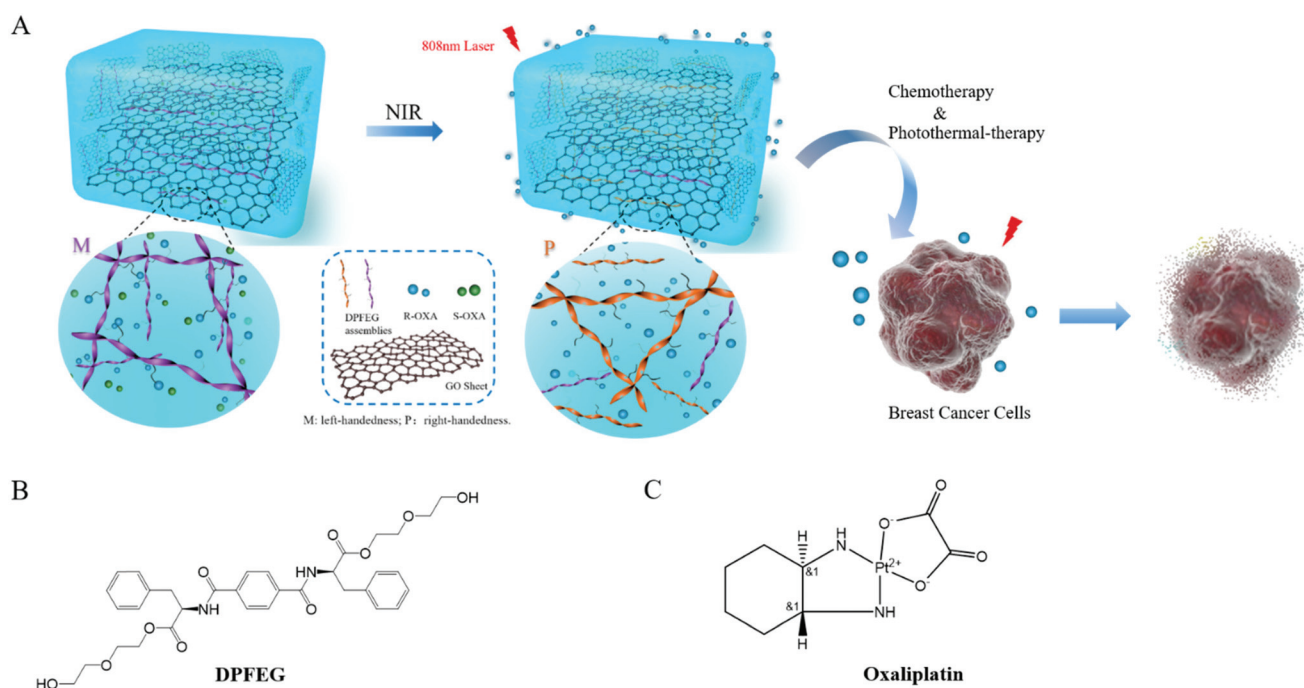 A
808nm Laser
NIR
Chemotherapy
&
Photothermal-therapy
M
P
DPFEG
assemblies
R-OXA
S-OXA
GO Sheet
M: left-handedness; P: right-handedness.
Breast Cancer Cells
B
OH
O
O
O
O
HN
O
NH
O
O
O
O
HO
DPFEG
C
O
H
H
N
O-
&1
Pt2+
O
&1
NH
O-
H
Oxaliplatin